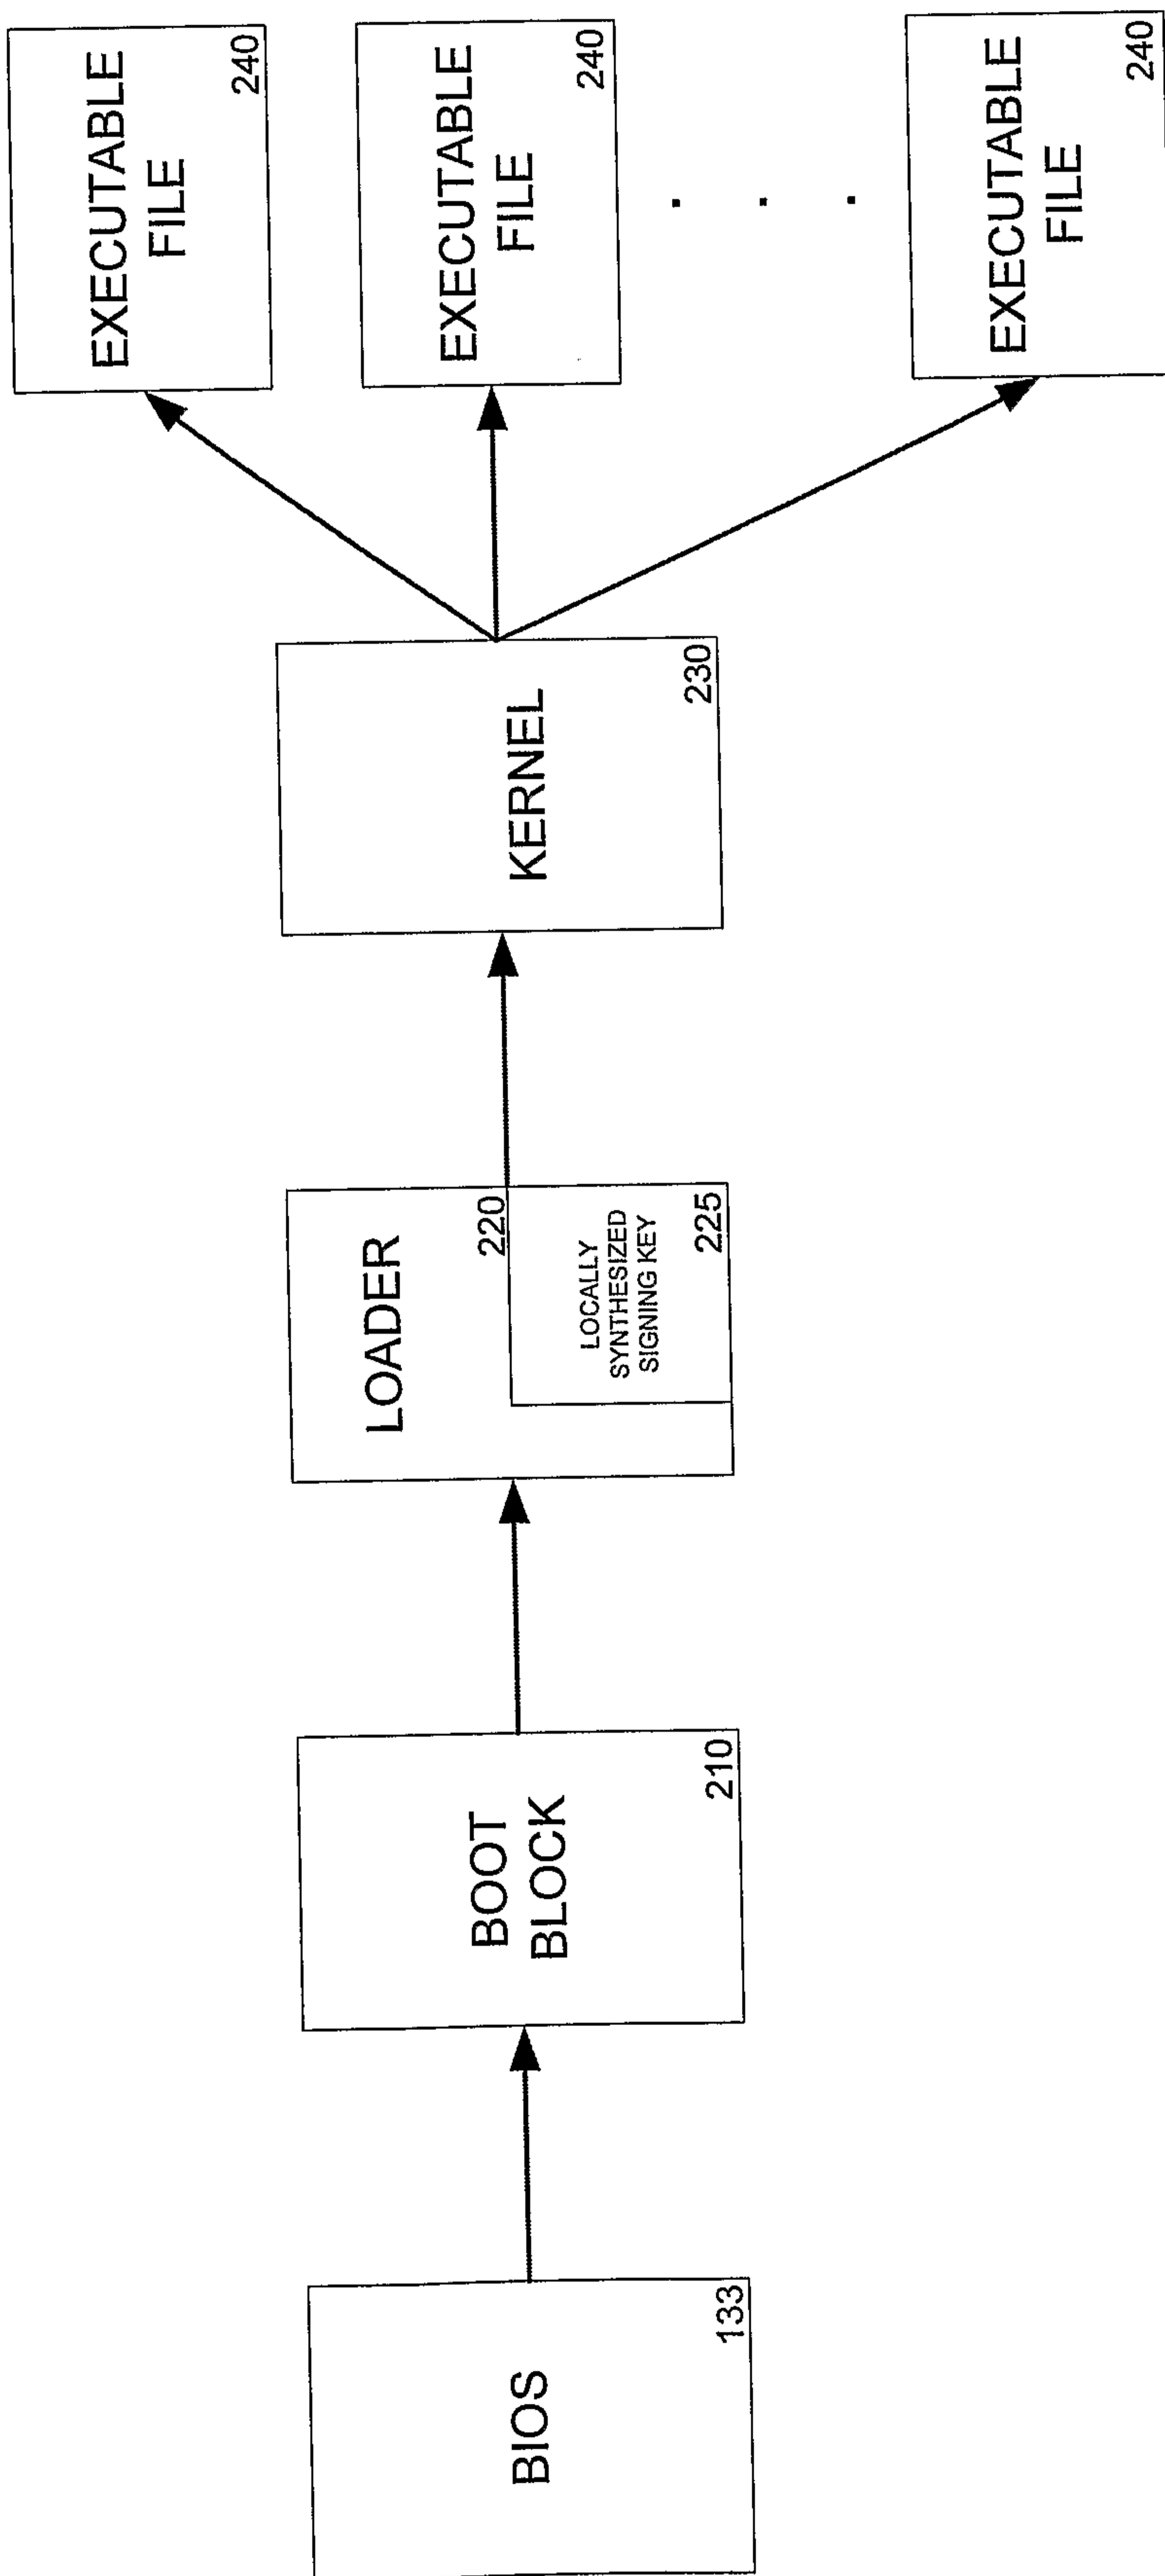 BIOS
133
BOOT
BLOCK
210
LOADER
220
LOCALLY
SYNTHESIZED
SIGNING KEY
225
KERNEL
230
EXECUTABLE
FILE
240
EXECUTABLE
FILE
240
. . .
EXECUTABLE
FILE
240